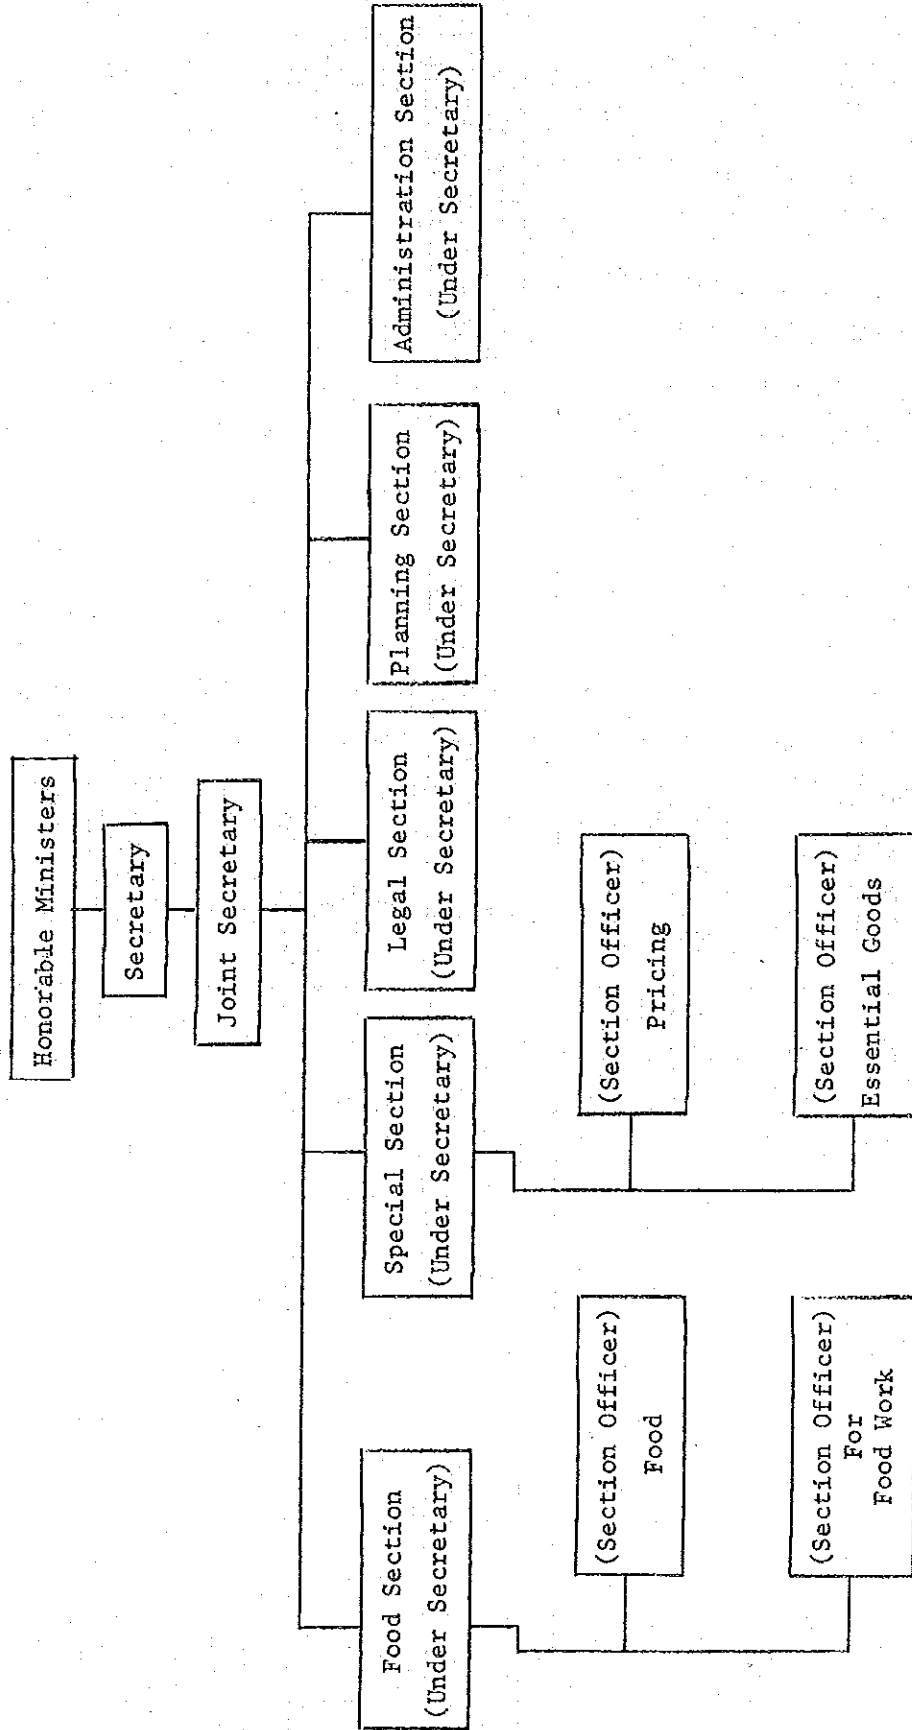 Honorable Ministers
Secretary
Joint Secretary
Food Section
(Under Secretary)
Special Section
(Under Secretary)
Legal Section
(Under Secretary)
Planning Section
(Under Secretary)
Administration Section
(Under Secretary)
(Section Officer)
Food
(Section Officer)
For
Food Work
(Section Officer)
Pricing
(Section Officer)
Essential Goods